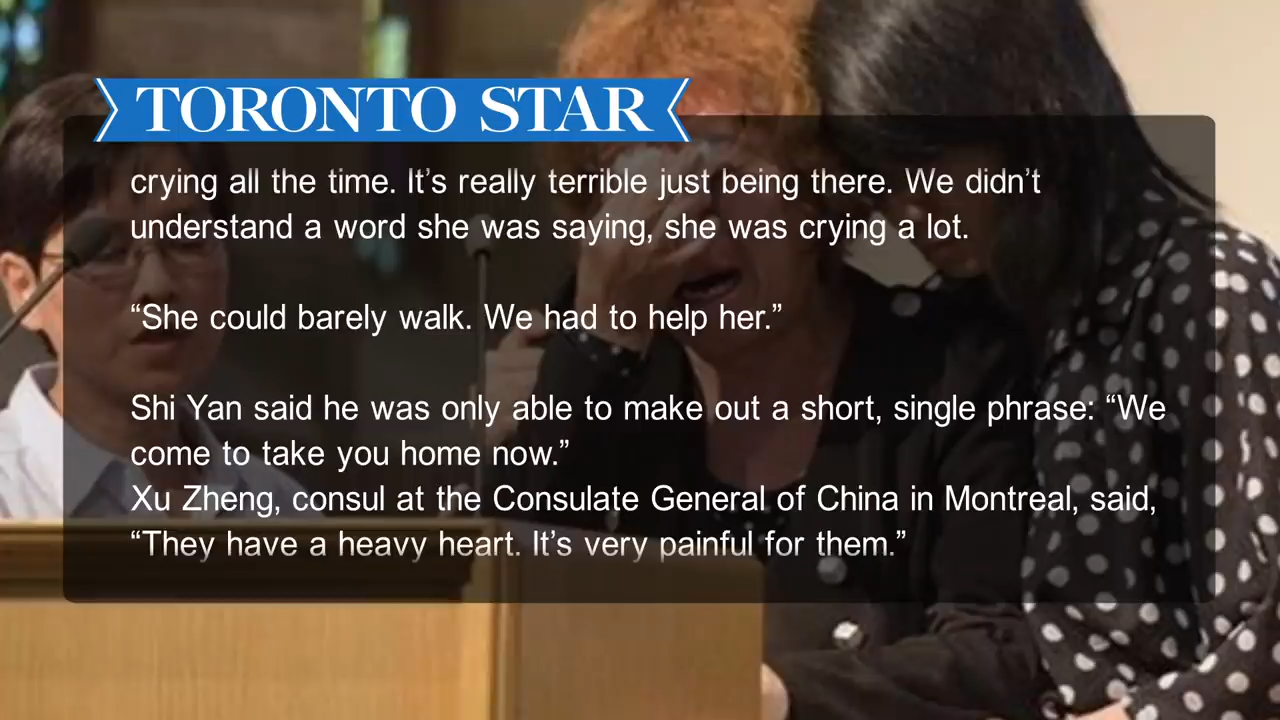 TORONTO STAR
crying all the time. It’s really terrible just being there. We didn’t
understand a word she was saying, she was crying a lot.
“She could barely walk. We had to help her.”
Shi Yan said he was only able to make out a short, single phrase: “We
come to take you home now.”
Xu Zheng, consul at the Consulate General of China in Montreal, said,
“They have a heavy heart. It’s very painful for them.”